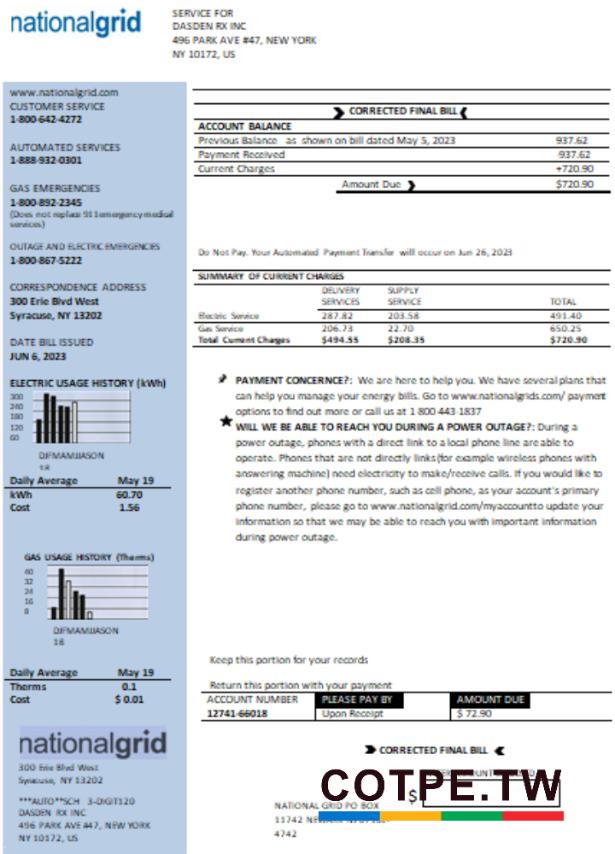 nationalgrid
SERVICE FOR
DASDEN RX INC
496 PARK AVE #47, NEW YORK
NY 10172, US
www.nationalgrid.com
CUSTOMER SERVICE
1-800-642-4272
AUTOMATED SERVICES
1-888-932-0301
GAS EMERGENCIES
1-800-892-2345
(Does not replace 911 emergency medical
services)
OUTAGE AND ELECTRIC EMERGENCIES
1-800-867-5222
CORRESPONDENCE ADDRESS
300 Erie Blvd West
Syracuse, NY 13202
DATE BILL ISSUED
JUN 6, 2023
ELECTRIC USAGE HISTORY (kWh)
300
240
180
120
60
DJFMAMJJASON
18
Daily Average May 19
kWh 60.70
Cost 1.56
GAS USAGE HISTORY (Therms)
40
32
24
16
8
DJFMAMJJASON
18
Daily Average May 19
Therms 0.1
Cost $ 0.01
nationalgrid
300 Erie Blvd West
Syracuse, NY 13202
***AUTO**SCH 3-DIGIT120
DASDEN RX INC
496 PARK AVE #47, NEW YORK
NY 10172, US
CORRECTED FINAL BILL
ACCOUNT BALANCE
Previous Balance as shown on bill dated May 5, 2023 937.62
Payment Received 937.62
Current Charges +720.90
Amount Due $720.90
Do Not Pay. Your Automated Payment Transfer will occur on Jun 26, 2023
SUMMARY OF CURRENT CHARGES
DELIVERY SUPPLY
SERVICES SERVICE TOTAL
Electric Service 287.82 203.58 491.40
Gas Service 206.73 22.70 650.25
Total Current Charges $494.55 $208.35 $720.90
PAYMENT CONCERNCE?: We are here to help you. We have several plans that
can help you manage your energy bills. Go to www.nationalgrids.com/ payment
options to find out more or call us at 1 800 443-1837
WILL WE BE ABLE TO REACH YOU DURING A POWER OUTAGE?: During a
power outage, phones with a direct link to a local phone line are able to
operate. Phones that are not directly links(for example wireless phones with
answering machine) need electricity to make/receive calls. If you would like to
register another phone number, such as cell phone, as your account's primary
phone number, please go to www.nationalgrid.com/myaccountto update your
information so that we may be able to reach you with important information
during power outage.
Keep this portion for your records
Return this portion with your payment
ACCOUNT NUMBER PLEASE PAY BY AMOUNT DUE
12741-66018 Upon Receipt $ 72.90
CORRECTED FINAL BILL
$
COTPE.TW
NATIONAL GRID PO BOX
11742
4742